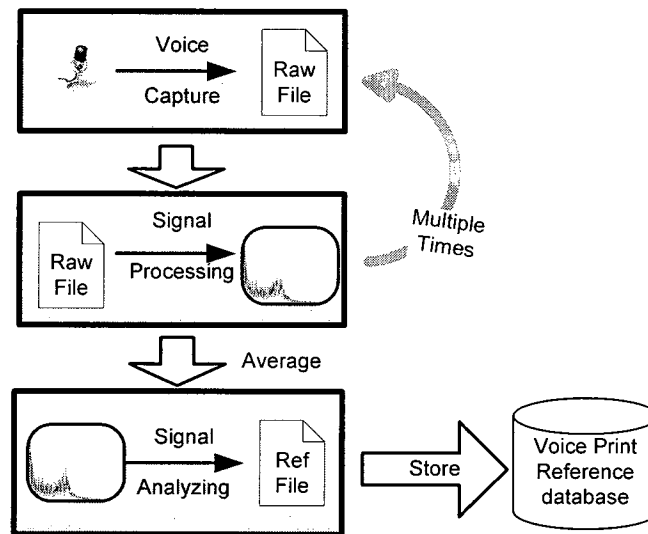 Voice
Capture
Raw
File
Signal
Processing
Raw
File
Multiple
Times
Average
Signal
Analyzing
Ref
File
Store
Voice Print
Reference
database